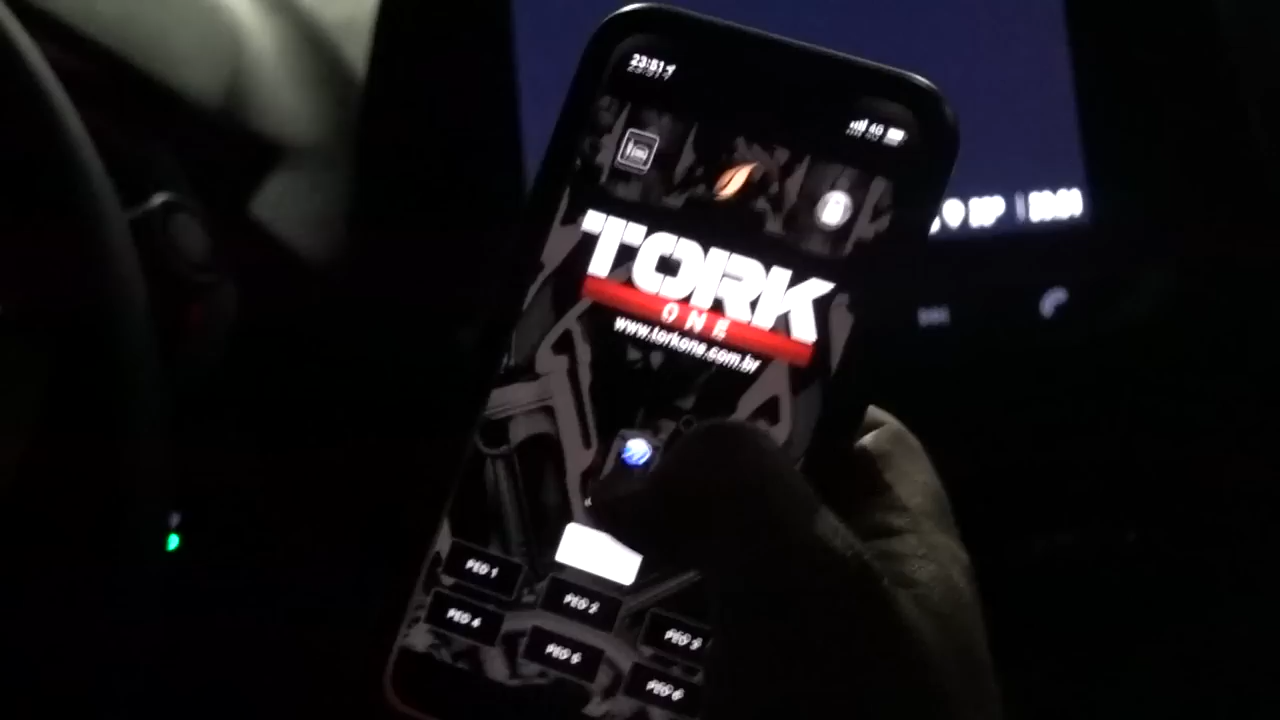 23:51
4G
TORK
ONE
www.torkone.com.br
PED 1
PED 2
PED 3
PED 4
PED 5
PED 6